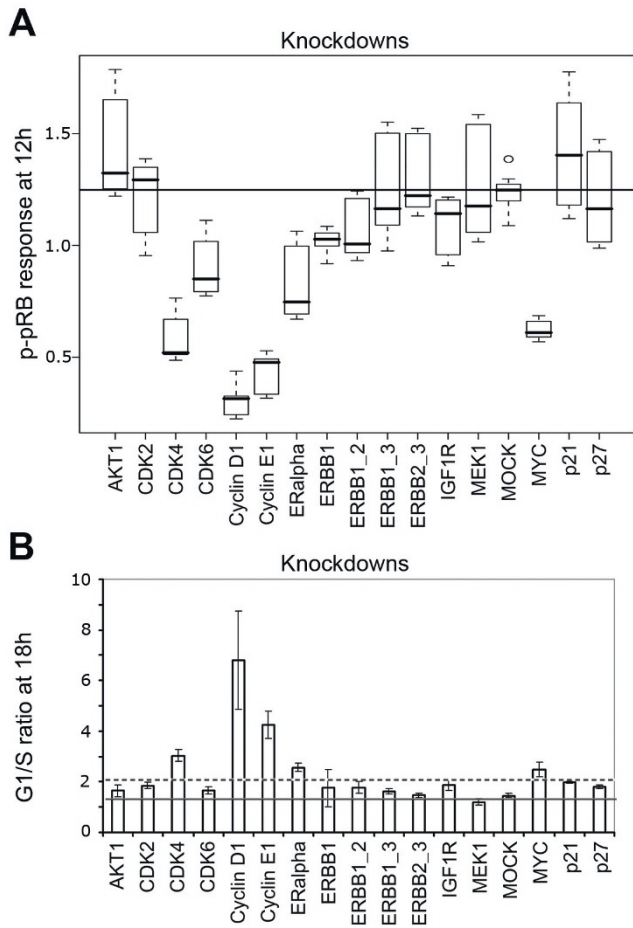 A
Knockdowns
p-pRB response at 12h
1.5
1.0
0.5
AKT1
CDK2
CDK4
CDK6
Cyclin D1
Cyclin E1
ERalpha
ERBB1
ERBB1_2
ERBB1_3
ERBB2_3
IGF1R
MEK1
MOCK
MYC
p21
p27
B
Knockdowns
G1/S ratio at 18h
10
8
6
4
2
0
AKT1
CDK2
CDK4
CDK6
Cyclin D1
Cyclin E1
ERalpha
ERBB1
ERBB1_2
ERBB1_3
ERBB2_3
IGF1R
MEK1
MOCK
MYC
p21
p27